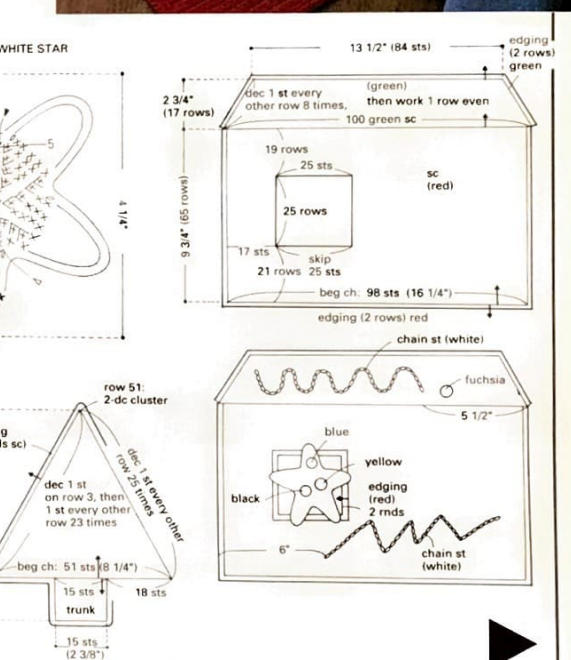 WHITE STAR
5
4 1/4"
13 1/2" (84 sts)
edging
(2 rows)
green
2 3/4"
(17 rows)
dec 1 st every
other row 8 times,
(green)
then work 1 row even
100 green sc
19 rows
25 sts
sc
(red)
25 rows
9 3/4" (65 rows)
17 sts
skip
21 rows 25 sts
beg ch: 98 sts (16 1/4")
edging (2 rows) red
chain st (white)
fuchsia
5 1/2"
blue
yellow
black
edging
(red)
2 rnds
6"
chain st
(white)
row 51:
2-dc cluster
g
ls sc)
dec 1 st
on row 3, then
1 st every other
row 23 times
dec 1 st every other
row 25 times
beg ch: 51 sts (8 1/4")
15 sts
18 sts
trunk
15 sts
(2 3/8")